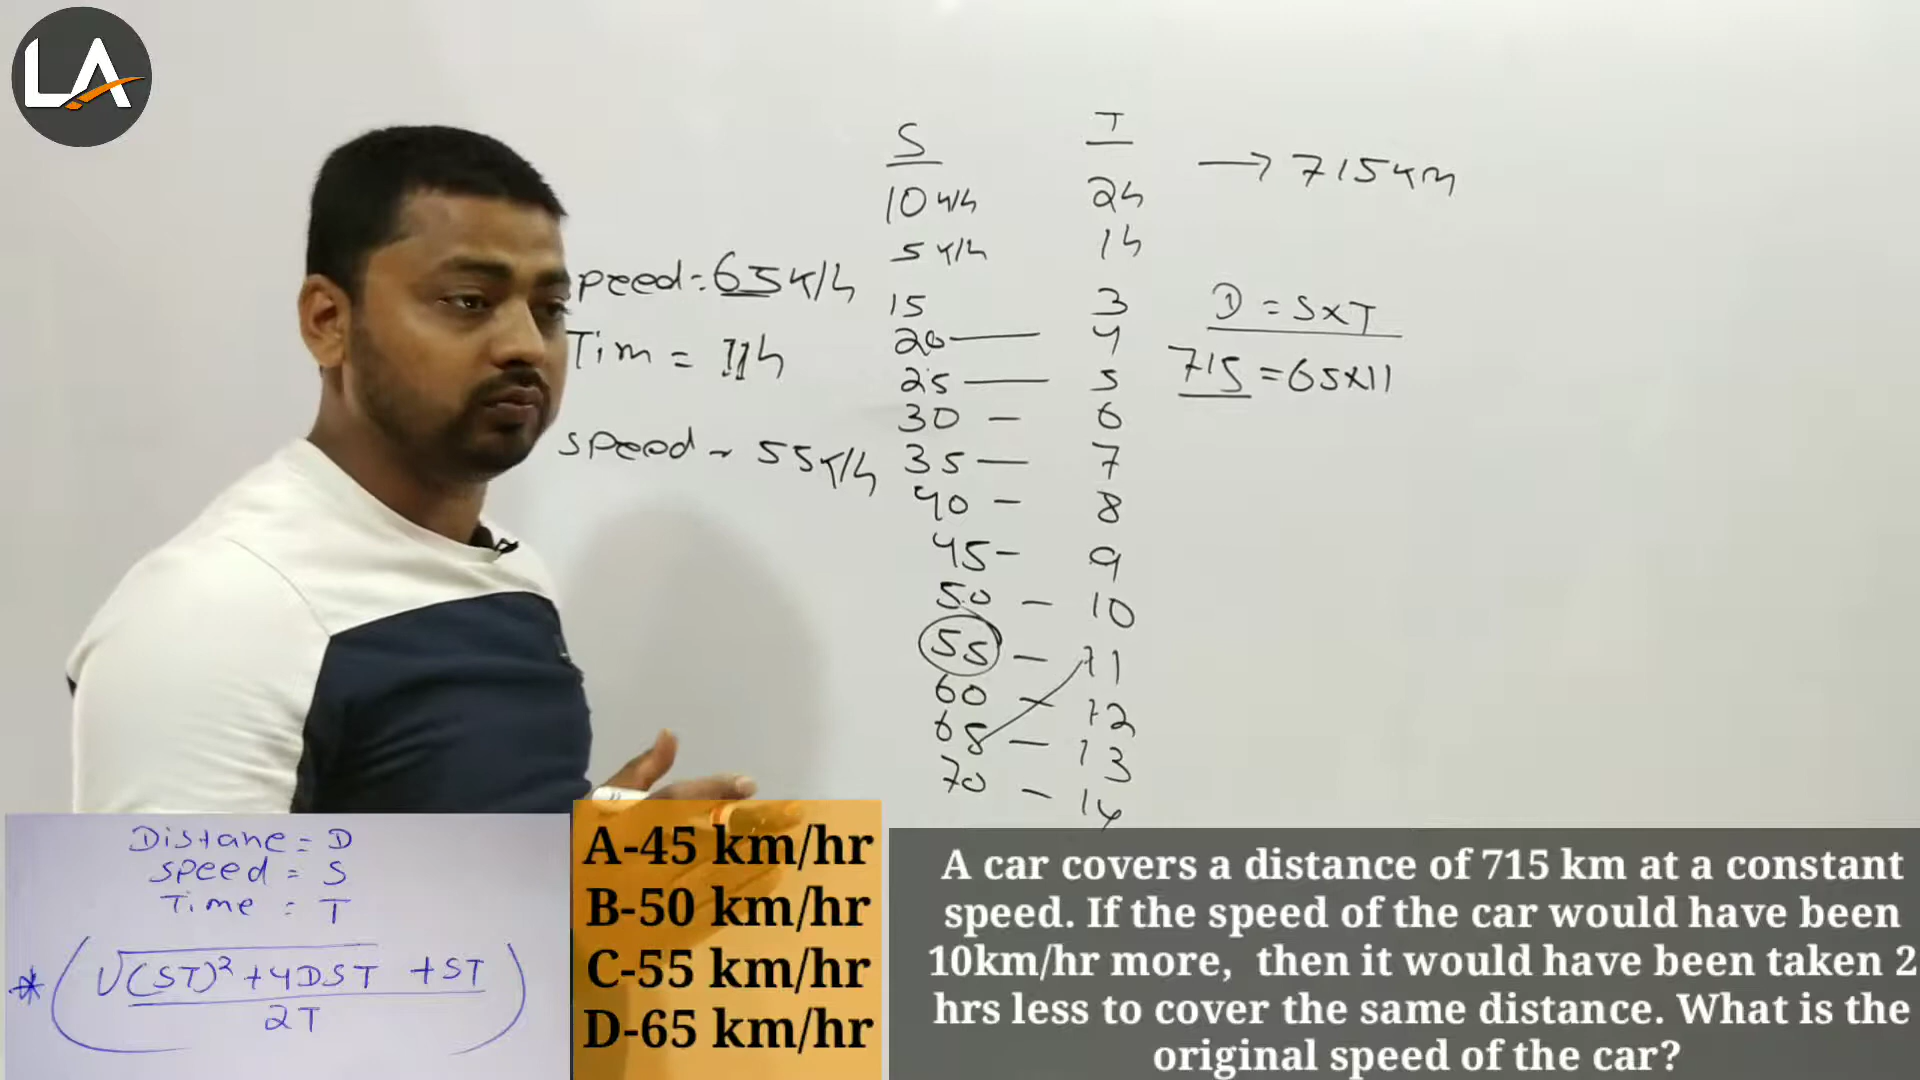 LA
S T
10 K/h 2h → 715 KM
5 K/h 1h
15 3
20 — 4
25 — 5
30 — 6
35 — 7
40 — 8
45 — 9
50 — 10
55 — 11
60 — 12
65 — 13
70 — 14
peed = 65 K/h
Tim = 11h
speed ~ 55 K/h
D = S×T
715 = 65×11
Distane = D
speed = S
Time = T
* (√(ST)² + 4DST + ST / 2T)
A-45 km/hr
B-50 km/hr
C-55 km/hr
D-65 km/hr
A car covers a distance of 715 km at a constant
speed. If the speed of the car would have been
10km/hr more, then it would have been taken 2
hrs less to cover the same distance. What is the
original speed of the car?